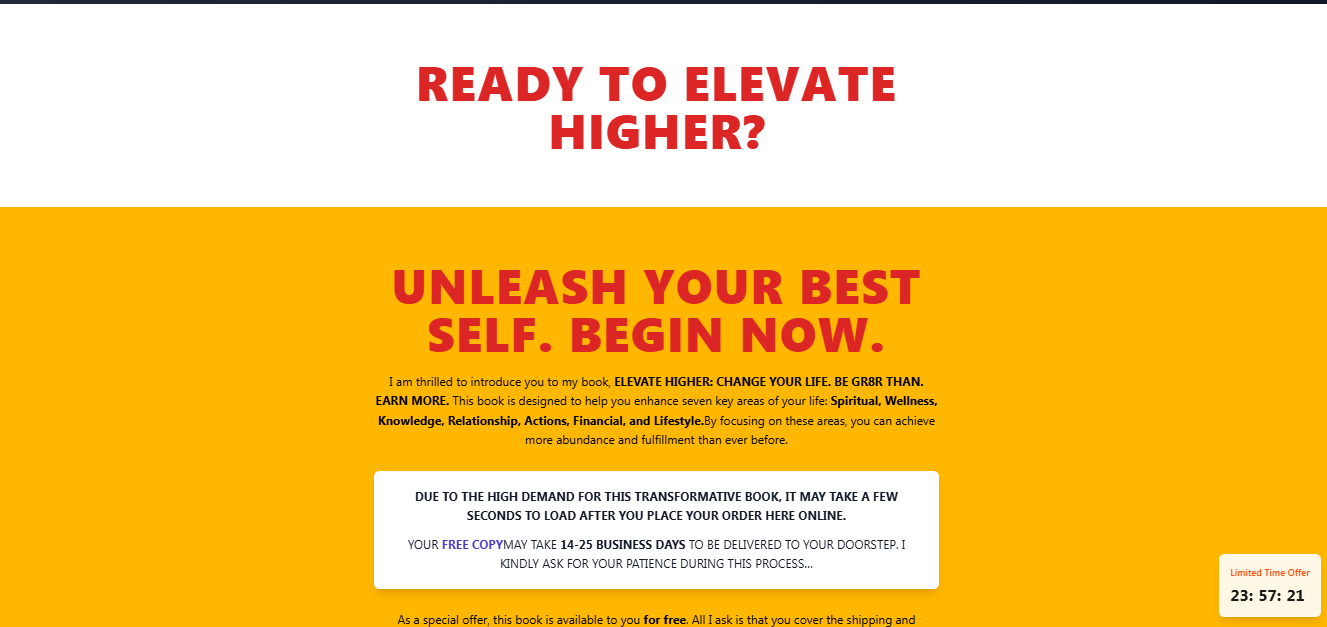 READY TO ELEVATE
HIGHER?
UNLEASH YOUR BEST
SELF. BEGIN NOW.
I am thrilled to introduce you to my book, ELEVATE HIGHER: CHANGE YOUR LIFE. BE GR8R THAN.
EARN MORE. This book is designed to help you enhance seven key areas of your life: Spiritual, Wellness,
Knowledge, Relationship, Actions, Financial, and Lifestyle.By focusing on these areas, you can achieve
more abundance and fulfillment than ever before.
DUE TO THE HIGH DEMAND FOR THIS TRANSFORMATIVE BOOK, IT MAY TAKE A FEW
SECONDS TO LOAD AFTER YOU PLACE YOUR ORDER HERE ONLINE.
YOUR FREE COPYMAY TAKE 14-25 BUSINESS DAYS TO BE DELIVERED TO YOUR DOORSTEP. I
KINDLY ASK FOR YOUR PATIENCE DURING THIS PROCESS...
As a special offer, this book is available to you for free. All I ask is that you cover the shipping and
Limited Time Offer
23: 57: 21